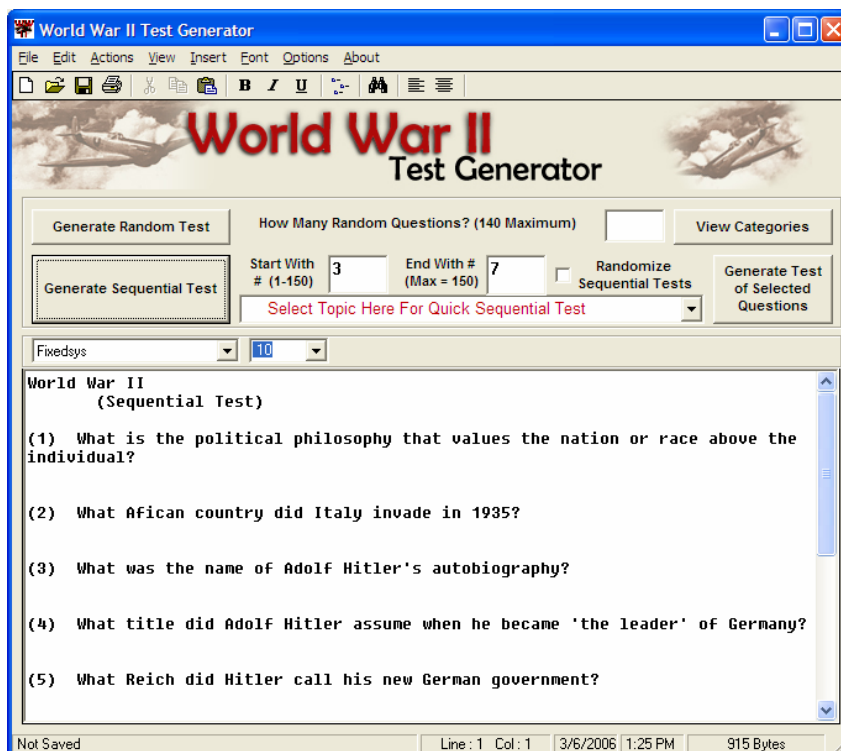 World War II Test Generator
File Edit Actions View Insert Font Options About
B I U
World War II
Test Generator
Generate Random Test
How Many Random Questions? (140 Maximum)
View Categories
Generate Sequential Test
Start With
# (1-150)
3
End With #
(Max = 150)
7
Randomize
Sequential Tests
Generate Test
of Selected
Questions
Select Topic Here For Quick Sequential Test
Fixedsys
10
World War II
(Sequential Test)
(1) What is the political philosophy that values the nation or race above the
individual?
(2) What Afican country did Italy invade in 1935?
(3) What was the name of Adolf Hitler's autobiography?
(4) What title did Adolf Hitler assume when he became 'the leader' of Germany?
(5) What Reich did Hitler call his new German government?
Not Saved
Line : 1 Col : 1
3/6/2006
1:25 PM
915 Bytes